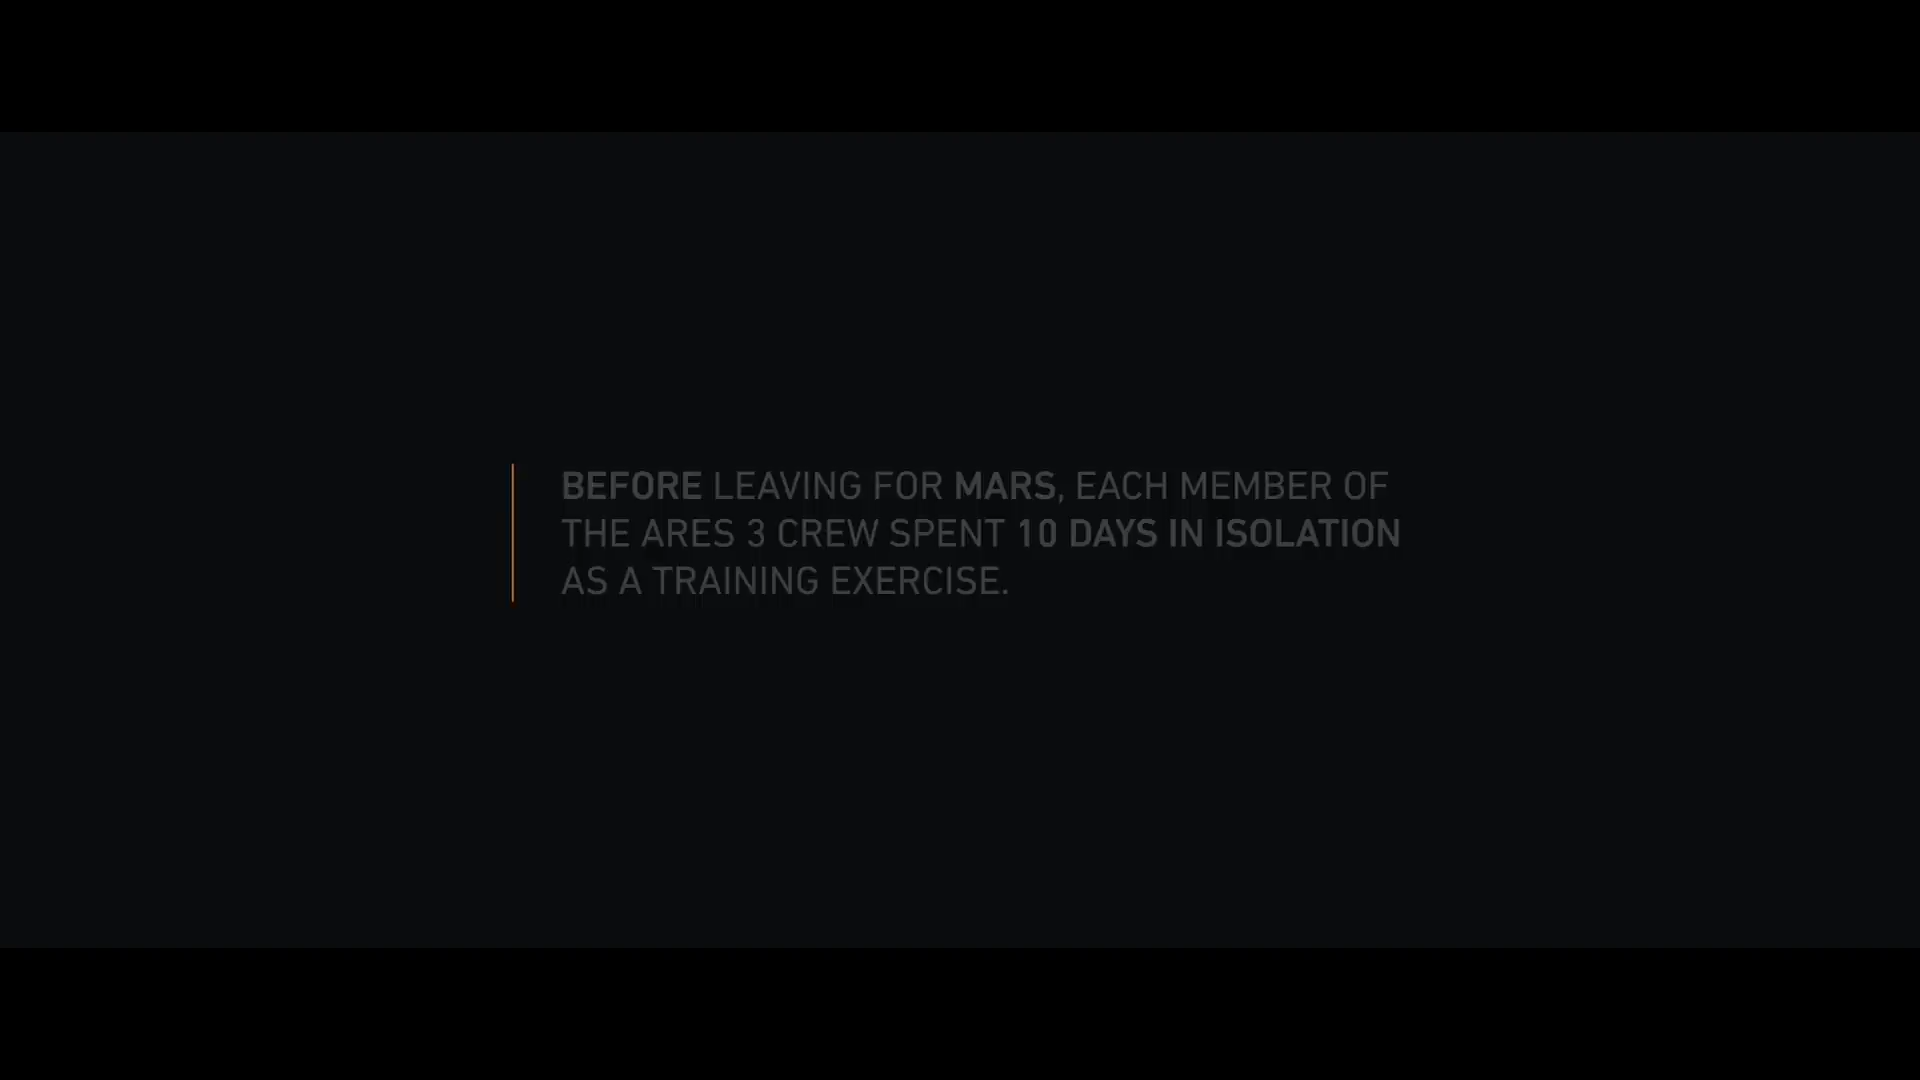 BEFORE LEAVING FOR MARS, EACH MEMBER OF
THE ARES 3 CREW SPENT 10 DAYS IN ISOLATION
AS A TRAINING EXERCISE.